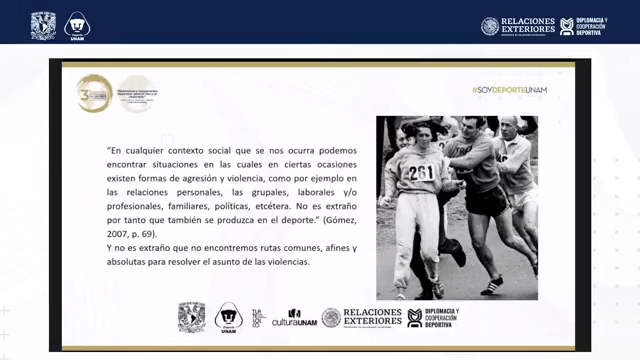 UNAM
RELACIONES
EXTERIORES
DIPLOMACIA Y
COOPERACIÓN
DEPORTIVA
#SOYDEPORTEUNAM
"En cualquier contexto social que se nos ocurra podemos
encontrar situaciones en las cuales en ciertas ocasiones
existen formas de agresión y violencia, como por ejemplo en
las relaciones personales, las grupales, laborales y/o
profesionales, familiares, políticas, etcétera. No es extraño
por tanto que también se produzca en el deporte." (Gómez,
2007, p. 69).
Y no es extraño que no encontremos rutas comunes, afines y
absolutas para resolver el asunto de las violencias.
261
UNAM
culturaUNAM
RELACIONES
EXTERIORES
DIPLOMACIA Y
COOPERACIÓN
DEPORTIVA